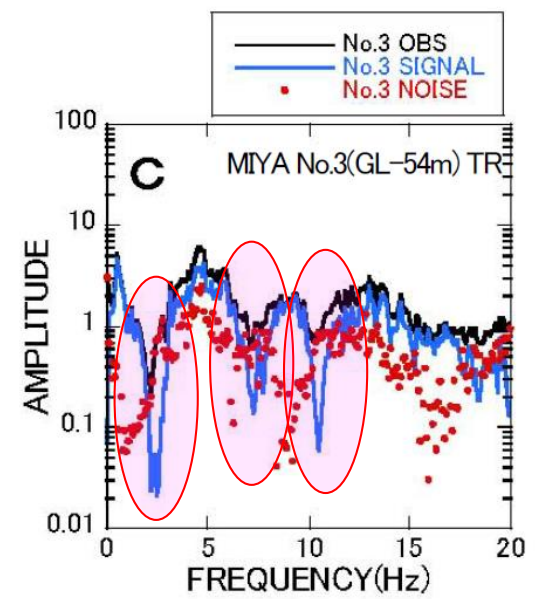 No.3 OBS
No.3 SIGNAL
No.3 NOISE
100
C
MIYA No.3(GL-54m) TR
10
1
0.1
0.01
AMPLITUDE
0 5 10 15 20
FREQUENCY(Hz)